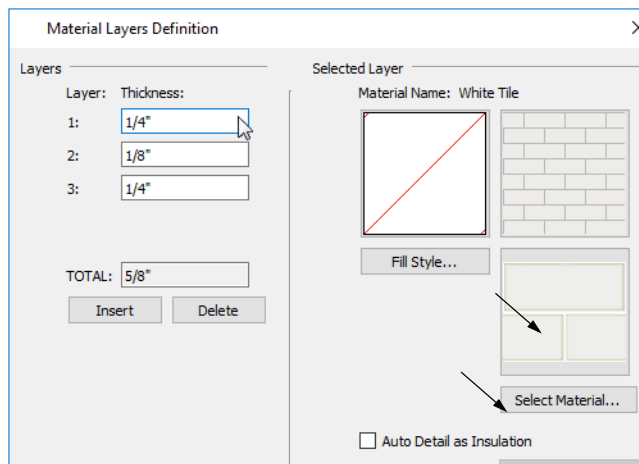 Material Layers Definition
Layers
Layer: Thickness:
1: 1/4"
2: 1/8"
3: 1/4"
TOTAL: 5/8"
Insert Delete
Selected Layer
Material Name: White Tile
Fill Style...
Select Material...
Auto Detail as Insulation